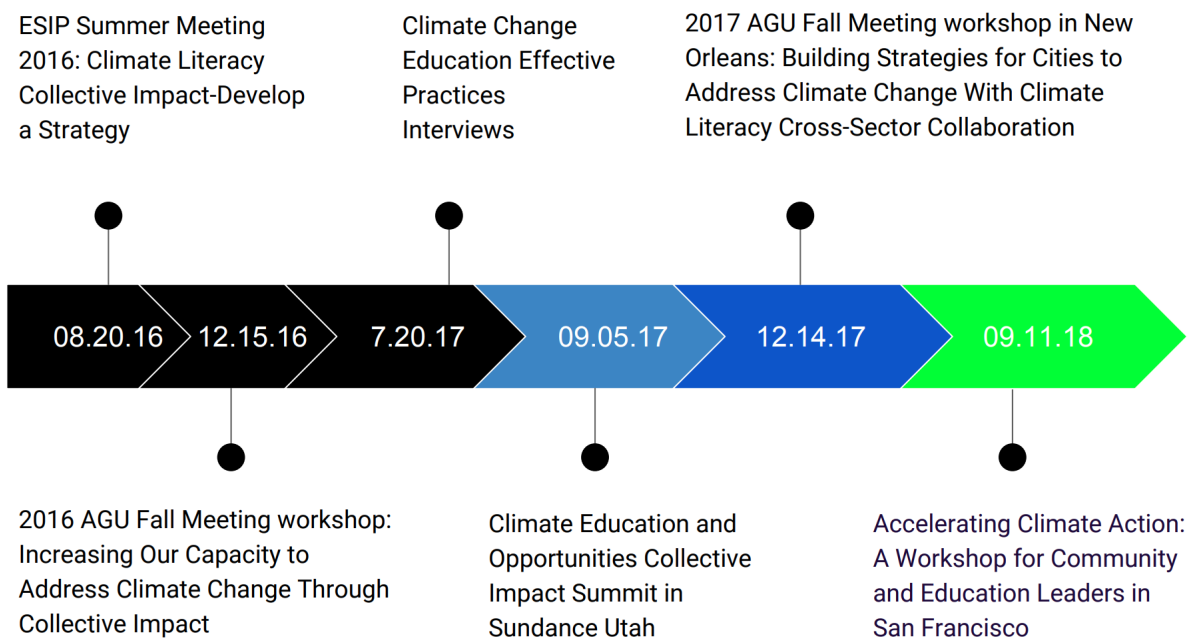 ESIP Summer Meeting
2016: Climate Literacy
Collective Impact-Develop
a Strategy
Climate Change
Education Effective
Practices
Interviews
2017 AGU Fall Meeting workshop in New
Orleans: Building Strategies for Cities to
Address Climate Change With Climate
Literacy Cross-Sector Collaboration
08.20.16
12.15.16
7.20.17
09.05.17
12.14.17
09.11.18
2016 AGU Fall Meeting workshop:
Increasing Our Capacity to
Address Climate Change Through
Collective Impact
Climate Education and
Opportunities Collective
Impact Summit in
Sundance Utah
Accelerating Climate Action:
A Workshop for Community
and Education Leaders in
San Francisco